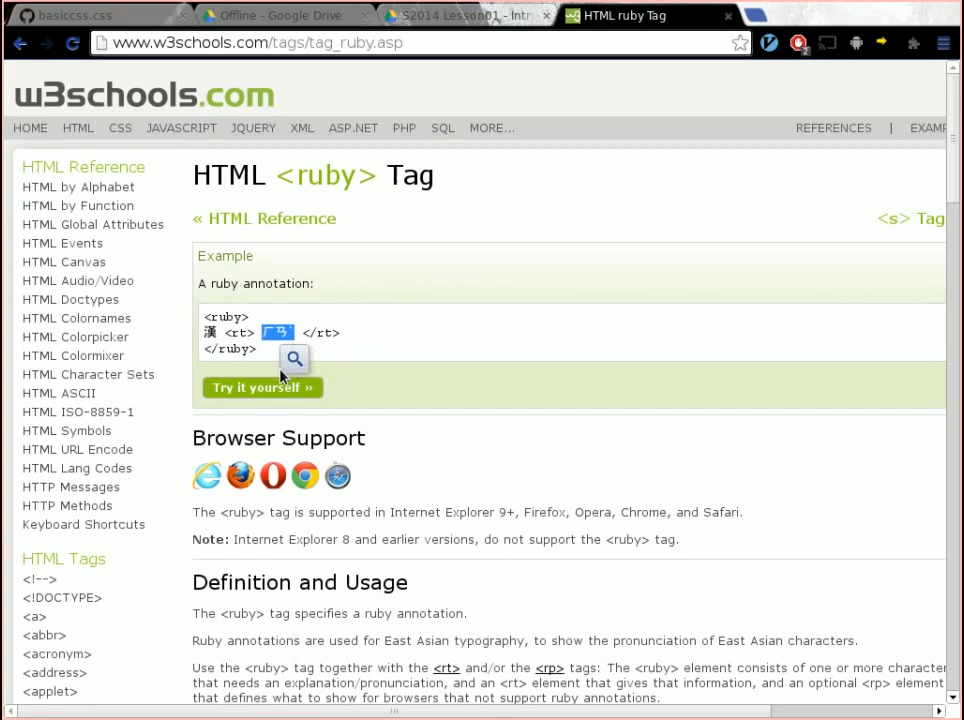 basiccss.css
Offline - Google Drive
S2014 Lesson01 - Intr
HTML ruby Tag
www.w3schools.com/tags/tag_ruby.asp
2
w3schools.com
HOME HTML CSS JAVASCRIPT JQUERY XML ASP.NET PHP SQL MORE... REFERENCES | EXAMP
HTML Reference
HTML by Alphabet
HTML by Function
HTML Global Attributes
HTML Events
HTML Canvas
HTML Audio/Video
HTML Doctypes
HTML Colornames
HTML Colorpicker
HTML Colormixer
HTML Character Sets
HTML ASCII
HTML ISO-8859-1
HTML Symbols
HTML URL Encode
HTML Lang Codes
HTTP Messages
HTTP Methods
Keyboard Shortcuts
HTML Tags
<!-->
<!DOCTYPE>
<a>
<abbr>
<acronym>
<address>
<applet>
HTML <ruby> Tag
« HTML Reference
<s> Tag
Example
A ruby annotation:
<ruby>
漢 <rt> ㄏㄢˋ </rt>
</ruby>
Try it yourself »
Browser Support
The <ruby> tag is supported in Internet Explorer 9+, Firefox, Opera, Chrome, and Safari.
Note: Internet Explorer 8 and earlier versions, do not support the <ruby> tag.
Definition and Usage
The <ruby> tag specifies a ruby annotation.
Ruby annotations are used for East Asian typography, to show the pronunciation of East Asian characters.
Use the <ruby> tag together with the <rt> and/or the <rp> tags: The <ruby> element consists of one or more character
that needs an explanation/pronunciation, and an <rt> element that gives that information, and an optional <rp> element
that defines what to show for browsers that not support ruby annotations.